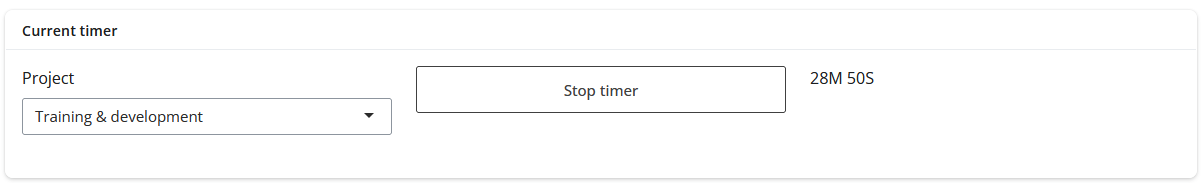 Current timer
Project
Training & development
Stop timer
28M 50S